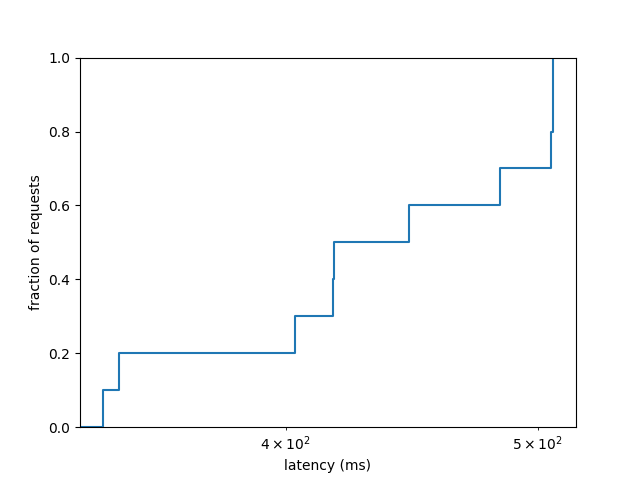 1.0
0.8
0.6
0.4
0.2
0.0
fraction of requests
4 × 10²
5 × 10²
latency (ms)